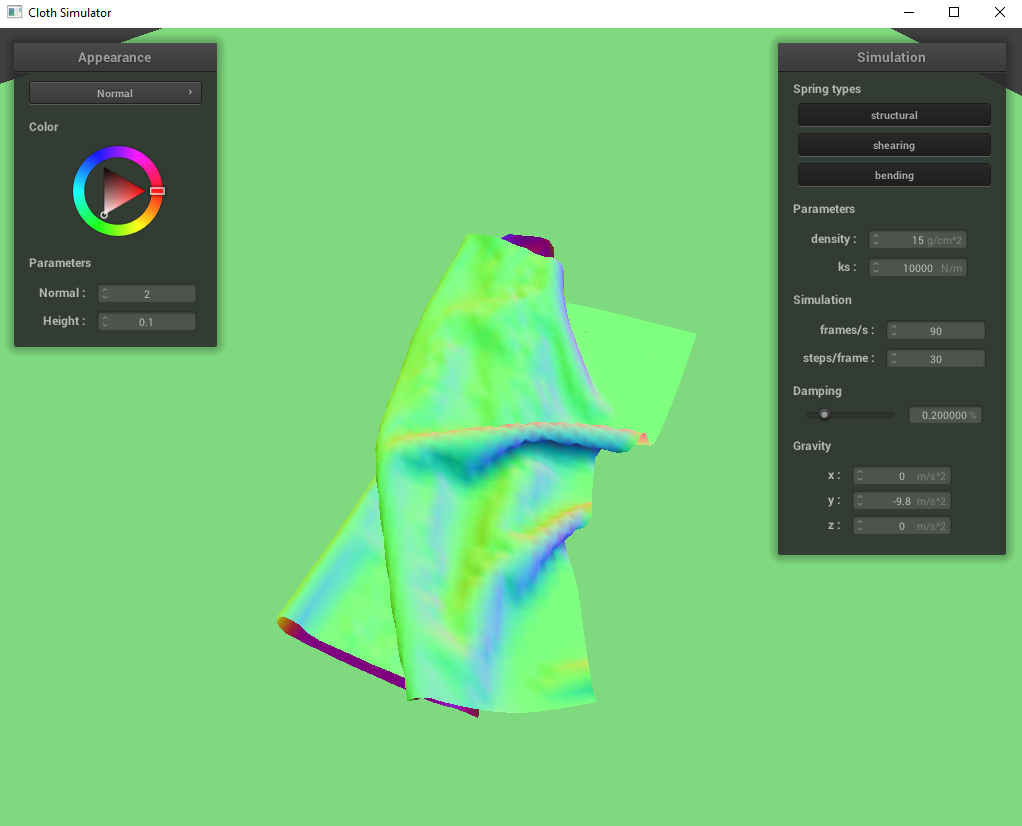 Cloth Simulator
Appearance
Normal
Color
Parameters
Normal : 2
Height : 0.1
Simulation
Spring types
structural
shearing
bending
Parameters
density : 15 g/cm^2
ks : 10000 N/m
Simulation
frames/s : 90
steps/frame : 30
Damping
0.200000 %
Gravity
x : 0 m/s^2
y : -9.8 m/s^2
z : 0 m/s^2